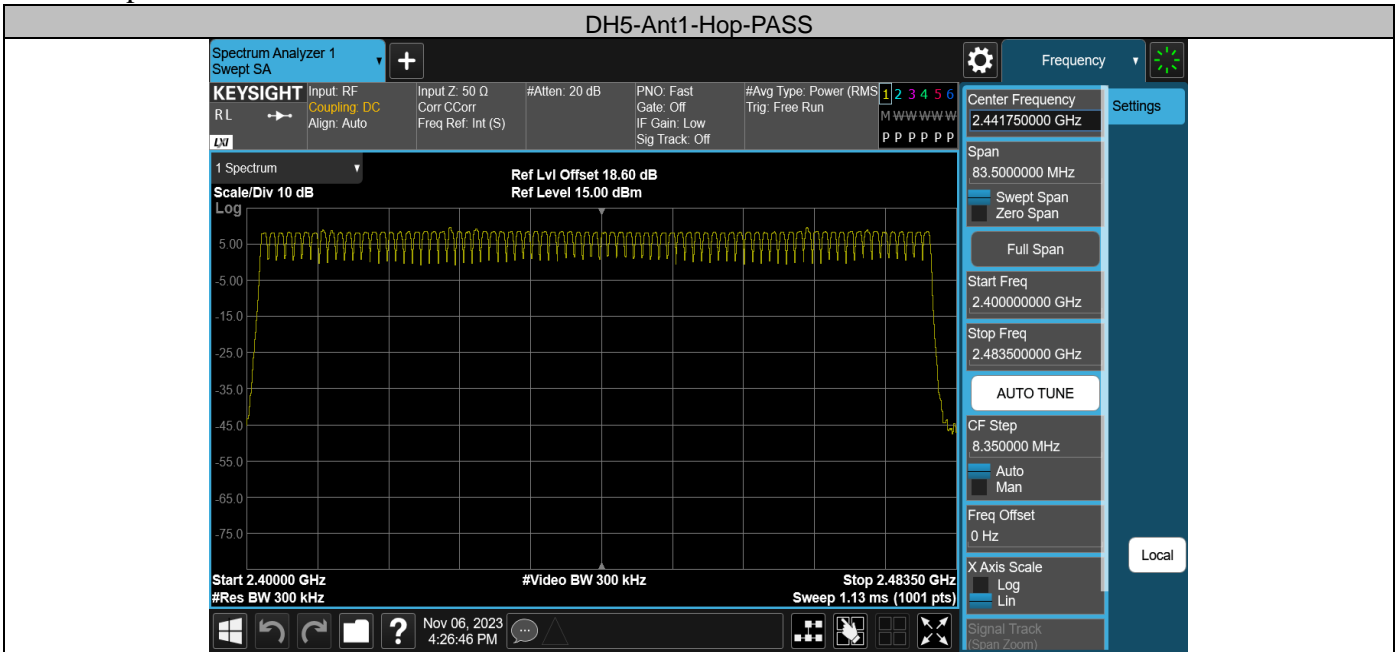 DH5-Ant1-Hop-PASS
Spectrum Analyzer 1
Swept SA
Frequency
KEYSIGHT
RL
LXI
Input: RF
Coupling: DC
Align: Auto
Input Z: 50 Ω
Corr CCorr
Freq Ref: Int (S)
#Atten: 20 dB
PNO: Fast
Gate: Off
IF Gain: Low
Sig Track: Off
#Avg Type: Power (RMS
Trig: Free Run
1 2 3 4 5 6
M W W W W W
P P P P P P
1 Spectrum
Scale/Div 10 dB
Ref Lvl Offset 18.60 dB
Ref Level 15.00 dBm
Log
5.00
-5.00
-15.0
-25.0
-35.0
-45.0
-55.0
-65.0
-75.0
Start 2.40000 GHz
#Video BW 300 kHz
Stop 2.48350 GHz
#Res BW 300 kHz
Sweep 1.13 ms (1001 pts)
?
Nov 06, 2023
4:26:46 PM
Center Frequency
2.441750000 GHz
Settings
Span
83.5000000 MHz
Swept Span
Zero Span
Full Span
Start Freq
2.400000000 GHz
Stop Freq
2.483500000 GHz
AUTO TUNE
CF Step
8.350000 MHz
Auto
Man
Freq Offset
0 Hz
Local
X Axis Scale
Log
Lin
Signal Track
(Span Zoom)